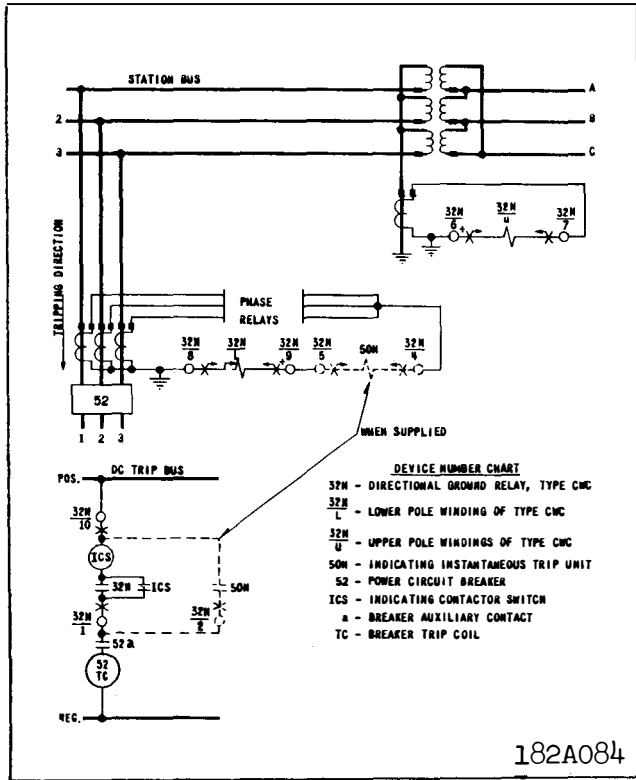 STATION BUS
A
2
B
3
C
32N
6
+
32N
u
32N
7
TRIPPING DIRECTION
PHASE
RELAYS
32N
8
32N
L
32N
9
+
32N
5
50N
32N
4
52
1 2 3
WHEN SUPPLIED
POS. DC TRIP BUS
32N
10
ICS
32N
ICS
50N
32N
1
32N
2
52a
52
TC
NEG.
DEVICE NUMBER CHART
32N - DIRECTIONAL GROUND RELAY, TYPE CWC
32N
L - LOWER POLE WINDING OF TYPE CWC
32N
U - UPPER POLE WINDINGS OF TYPE CWC
50N - INDICATING INSTANTANEOUS TRIP UNIT
52 - POWER CIRCUIT BREAKER
ICS - INDICATING CONTACTOR SWITCH
a - BREAKER AUXILIARY CONTACT
TC - BREAKER TRIP COIL
182A084